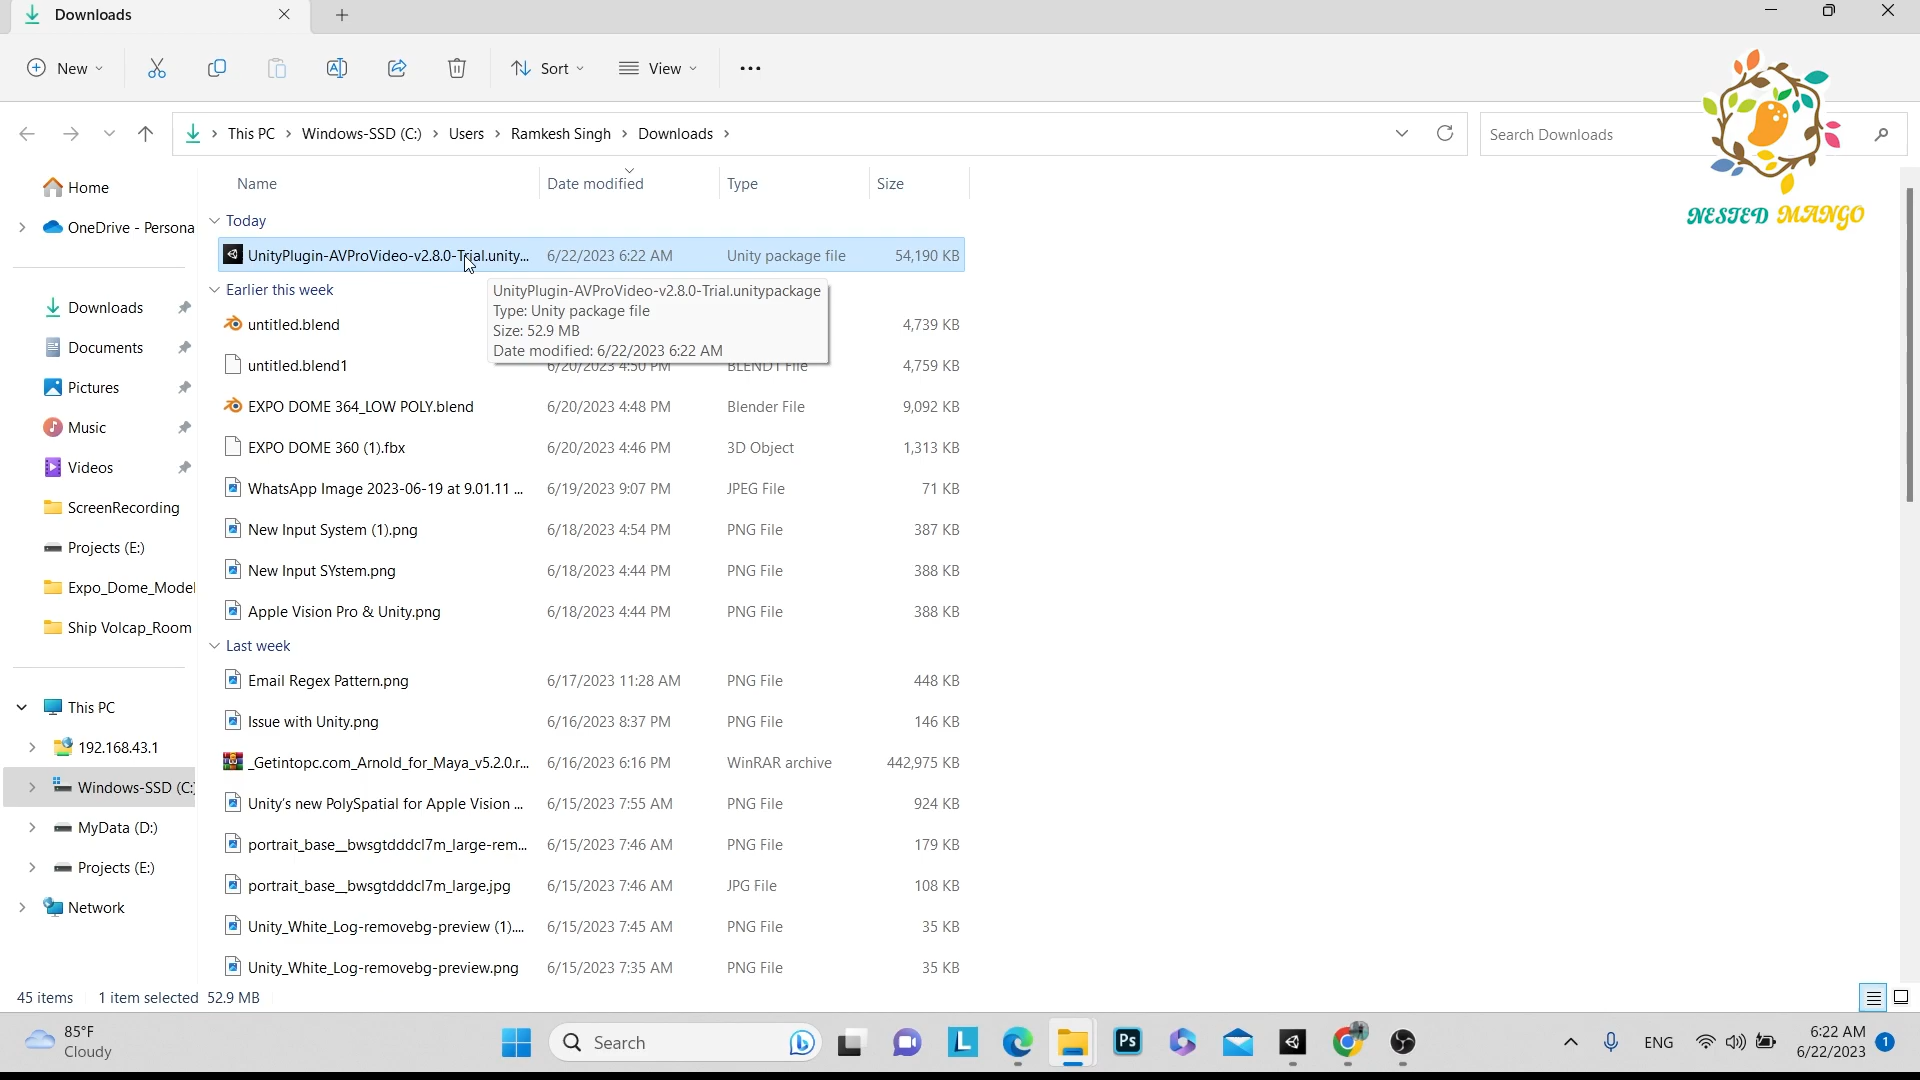 Downloads
New
Sort
View
This PC > Windows-SSD (C:) > Users > Ramkesh Singh > Downloads >
Search Downloads
NESTED MANGO
Home
OneDrive - Persona
Downloads
Documents
Pictures
Music
Videos
ScreenRecording
Projects (E:)
Expo_Dome_Model
Ship Volcap_Room
This PC
192.168.43.1
Windows-SSD (C:)
MyData (D:)
Projects (E:)
Network
Name Date modified Type Size
Today
UnityPlugin-AVProVideo-v2.8.0-Trial.unity... 6/22/2023 6:22 AM Unity package file 54,190 KB
Earlier this week
UnityPlugin-AVProVideo-v2.8.0-Trial.unitypackage
Type: Unity package file
Size: 52.9 MB
Date modified: 6/22/2023 6:22 AM
untitled.blend 4,739 KB
untitled.blend1 6/20/2023 4:50 PM BLEND1 File 4,759 KB
EXPO DOME 364_LOW POLY.blend 6/20/2023 4:48 PM Blender File 9,092 KB
EXPO DOME 360 (1).fbx 6/20/2023 4:46 PM 3D Object 1,313 KB
WhatsApp Image 2023-06-19 at 9.01.11 ... 6/19/2023 9:07 PM JPEG File 71 KB
New Input System (1).png 6/18/2023 4:54 PM PNG File 387 KB
New Input SYstem.png 6/18/2023 4:44 PM PNG File 388 KB
Apple Vision Pro & Unity.png 6/18/2023 4:44 PM PNG File 388 KB
Last week
Email Regex Pattern.png 6/17/2023 11:28 AM PNG File 448 KB
Issue with Unity.png 6/16/2023 8:37 PM PNG File 146 KB
_Getintopc.com_Arnold_for_Maya_v5.2.0.r... 6/16/2023 6:16 PM WinRAR archive 442,975 KB
Unity's new PolySpatial for Apple Vision ... 6/15/2023 7:55 AM PNG File 924 KB
portrait_base__bwsgtdddcl7m_large-rem... 6/15/2023 7:46 AM PNG File 179 KB
portrait_base__bwsgtdddcl7m_large.jpg 6/15/2023 7:46 AM JPG File 108 KB
Unity_White_Log-removebg-preview (1).... 6/15/2023 7:45 AM PNG File 35 KB
Unity_White_Log-removebg-preview.png 6/15/2023 7:35 AM PNG File 35 KB
45 items 1 item selected 52.9 MB
85°F
Cloudy
Search
L
Ps
ENG
6:22 AM
6/22/2023
1